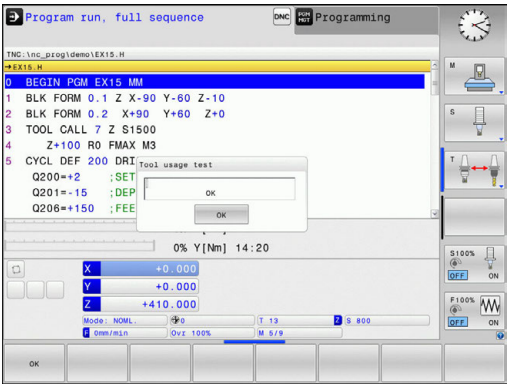 Program run, full sequence
DNC
PGM
MGT
Programming
TNC:\nc_prog\demo\EX15.H
→EX15.H
0 BEGIN PGM EX15 MM
1 BLK FORM 0.1 Z X-90 Y-60 Z-10
2 BLK FORM 0.2 X+90 Y+60 Z+0
3 TOOL CALL 7 Z S1500
4 Z+100 R0 FMAX M3
5 CYCL DEF 200 DRI
Q200=+2 ;SET
Q201=-15 ;DEP
Q206=+150 ;FEE
Tool usage test
OK
OK
0% Y[Nm] 14:20
X +0.000
Y +0.000
Z +410.000
Mode: NOML. 0 T 13 Z S 800
F 0mm/min Ovr 100% M 5/9
M
S
T
S100%
OFF ON
F100%
OFF ON
OK